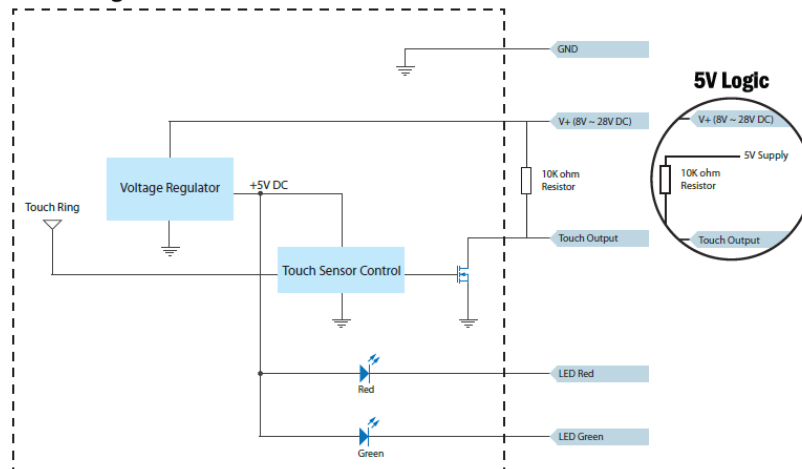 GND
5V Logic
V+ (8V ~ 28V DC)
V+ (8V ~ 28V DC)
5V Supply
10K ohm
Resistor
10K ohm
Resistor
Voltage Regulator
+5V DC
Touch Ring
Touch Output
Touch Output
Touch Sensor Control
LED Red
Red
LED Green
Green